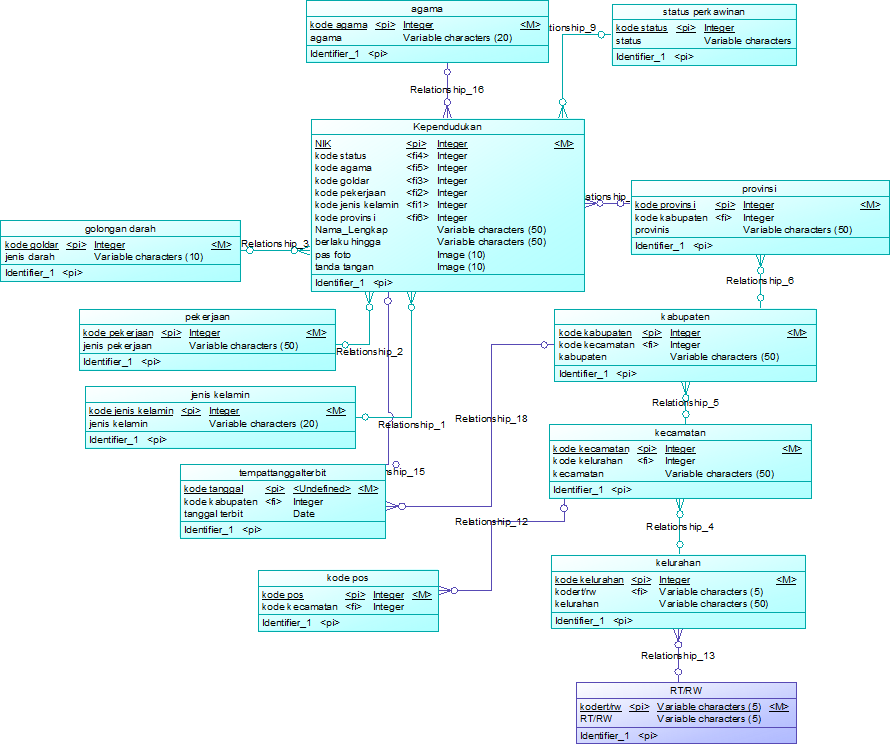 agama
kode agama <pi> Integer <M>
agama Variable characters (20)
Identifier_1 <pi>
status perkawinan
kode status <pi> Integer
status Variable characters
Identifier_1 <pi>
tionship_9
Relationship_16
Kependudukan
NIK <pi> Integer <M>
kode status <fi4> Integer
kode agama <fi5> Integer
kode goldar <fi3> Integer
kode pekerjaan <fi2> Integer
kode jenis kelamin <fi1> Integer
kode provinsi <fi6> Integer
Nama_Lengkap Variable characters (50)
berlaku hingga Variable characters (50)
pas foto Image (10)
tanda tangan Image (10)
Identifier_1 <pi>
ationship_
provinsi
kode provinsi <pi> Integer <M>
kode kabupaten <fi> Integer
provinis Variable characters (50)
Identifier_1 <pi>
golongan darah
kode goldar <pi> Integer <M>
jenis darah Variable characters (10)
Identifier_1 <pi>
Relationship_3
Relationship_6
pekerjaan
kode pekerjaan <pi> Integer <M>
jenis pekerjaan Variable characters (50)
Identifier_1 <pi>
Relationship_2
kabupaten
kode kabupaten <pi> Integer <M>
kode kecamatan <fi> Integer
kabupaten Variable characters (50)
Identifier_1 <pi>
jenis kelamin
kode jenis kelamin <pi> Integer <M>
jenis kelamin Variable characters (20)
Identifier_1 <pi>
Relationship_1
Relationship_18
Relationship_5
kecamatan
kode kecamatan <pi> Integer <M>
kode kelurahan <fi> Integer
kecamatan Variable characters (50)
Identifier_1 <pi>
tempattanggalterbit
kode tanggal <pi> <Undefined> <M>
kode kabupaten <fi> Integer
tanggal terbit Date
Identifier_1 <pi>
nship_15
Relationship_12
Relationship_4
kode pos
kode pos <pi> Integer <M>
kode kecamatan <fi> Integer
Identifier_1 <pi>
kelurahan
kode kelurahan <pi> Integer <M>
kodert/rw <fi> Variable characters (5)
kelurahan Variable characters (50)
Identifier_1 <pi>
Relationship_13
RT/RW
kodert/rw <pi> Variable characters (5) <M>
RT/RW Variable characters (5)
Identifier_1 <pi>